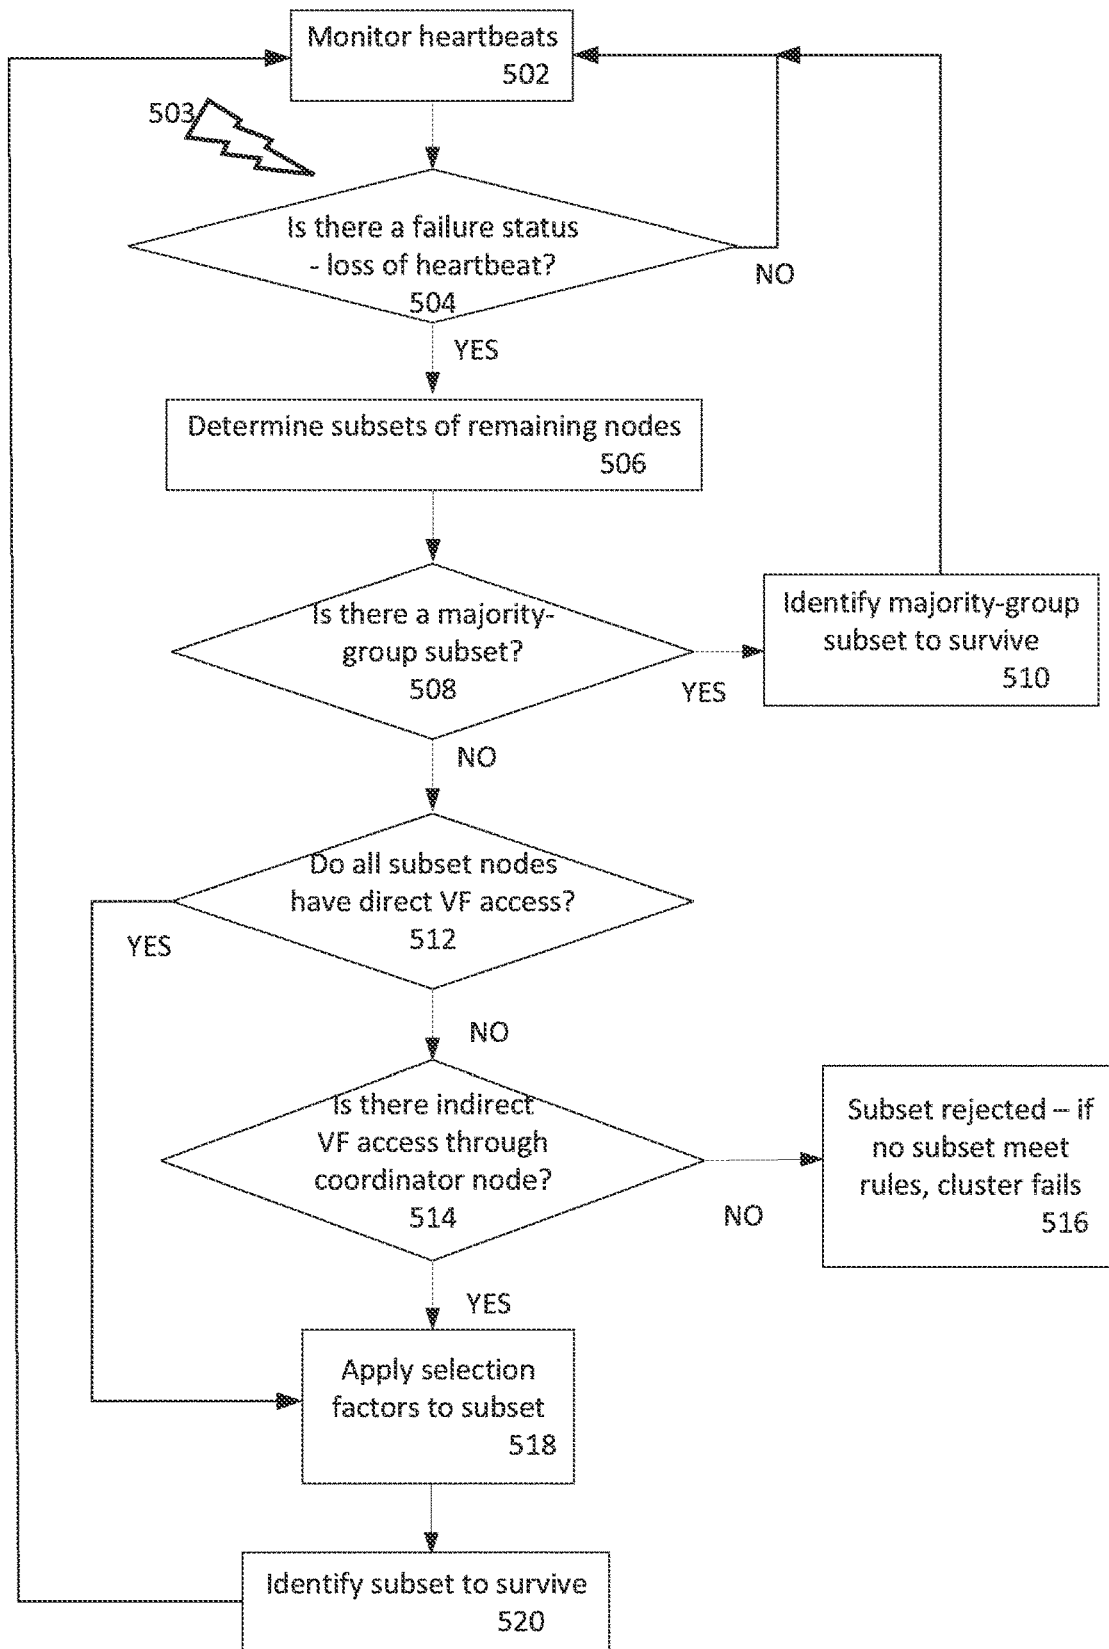 Monitor heartbeats
502
503
Is there a failure status
- loss of heartbeat?
504
NO
YES
Determine subsets of remaining nodes
506
Is there a majority-
group subset?
508
YES
Identify majority-group
subset to survive
510
NO
Do all subset nodes
have direct VF access?
512
YES
NO
Is there indirect
VF access through
coordinator node?
514
NO
Subset rejected – if
no subset meet
rules, cluster fails
516
YES
Apply selection
factors to subset
518
Identify subset to survive
520